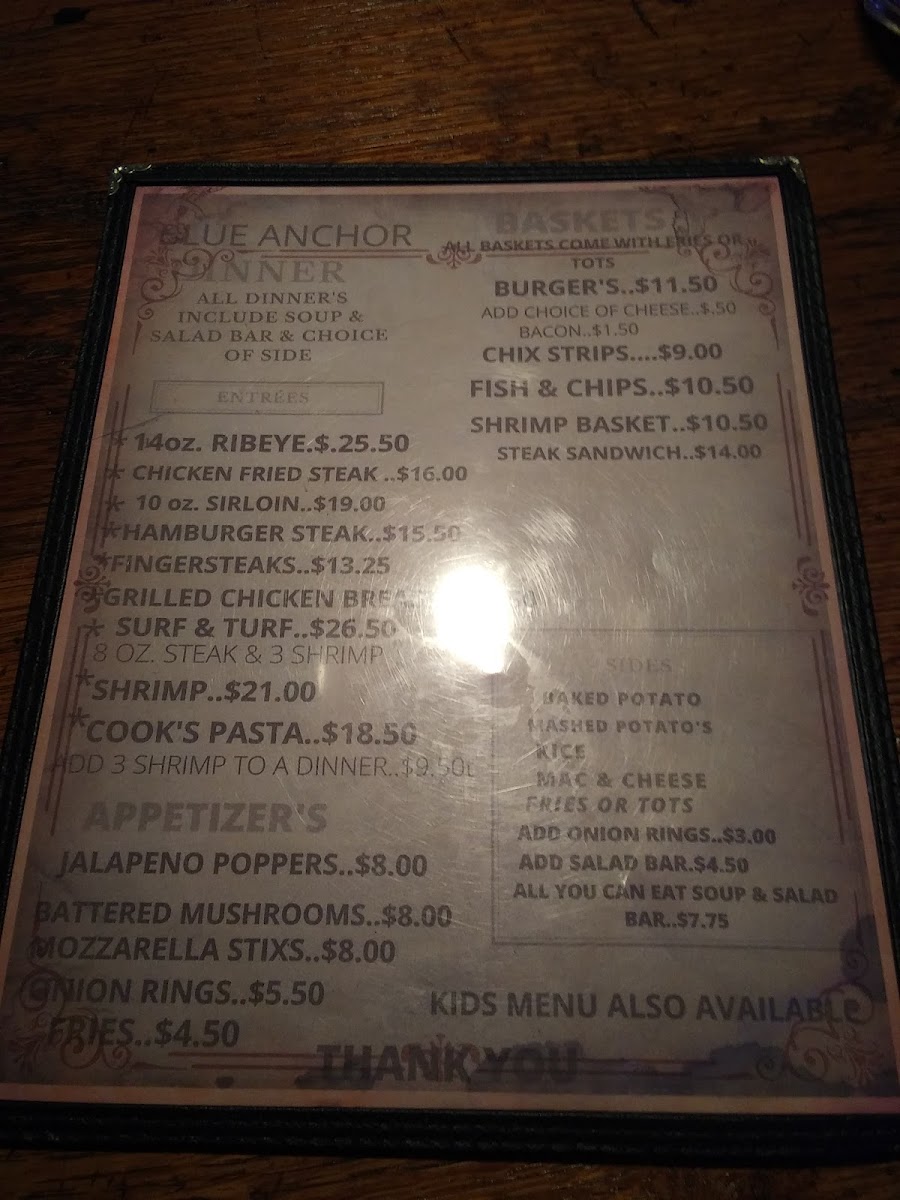 BLUE ANCHOR
DINNER
ALL DINNER'S
INCLUDE SOUP &
SALAD BAR & CHOICE
OF SIDE
ENTRÉES
* 14oz. RIBEYE.$.25.50
* CHICKEN FRIED STEAK ..$16.00
* 10 oz. SIRLOIN..$19.00
*HAMBURGER STEAK..$15.50
*FINGERSTEAKS..$13.25
*GRILLED CHICKEN
* SURF & TURF..$26.50
8 OZ. STEAK & 3 SHRIMP
*SHRIMP..$21.00
*COOK'S PASTA..$18.50
ADD 3 SHRIMP TO A DINNER..$9.50
APPETIZER'S
JALAPENO POPPERS..$8.00
BATTERED MUSHROOMS..$8.00
MOZZARELLA STIXS..$8.00
ONION RINGS..$5.50
FRIES..$4.50
BASKETS
ALL BASKETS COME WITH FRIES OR
TOTS
BURGER'S..$11.50
ADD CHOICE OF CHEESE..$.50
BACON..$1.50
CHIX STRIPS....$9.00
FISH & CHIPS..$10.50
SHRIMP BASKET..$10.50
STEAK SANDWICH..$14.00
SIDES
BAKED POTATO
MASHED POTATO'S
RICE
MAC & CHEESE
FRIES OR TOTS
ADD ONION RINGS..$3.00
ADD SALAD BAR.$4.50
ALL YOU CAN EAT SOUP & SALAD
BAR..$7.75
KIDS MENU ALSO AVAILABLE
THANK YOU